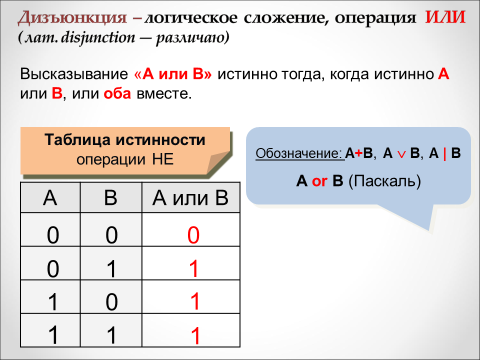 Дизъюнкция – логическое сложение, операция ИЛИ
(лат. disjunction — различаю)
Высказывание «A или B» истинно тогда, когда истинно А
или B, или оба вместе.
Таблица истинности
операции НЕ
Обозначение: A+B, A ∨ B, A | B
A or B (Паскаль)
А В А или В
0 0 0
0 1 1
1 0 1
1 1 1